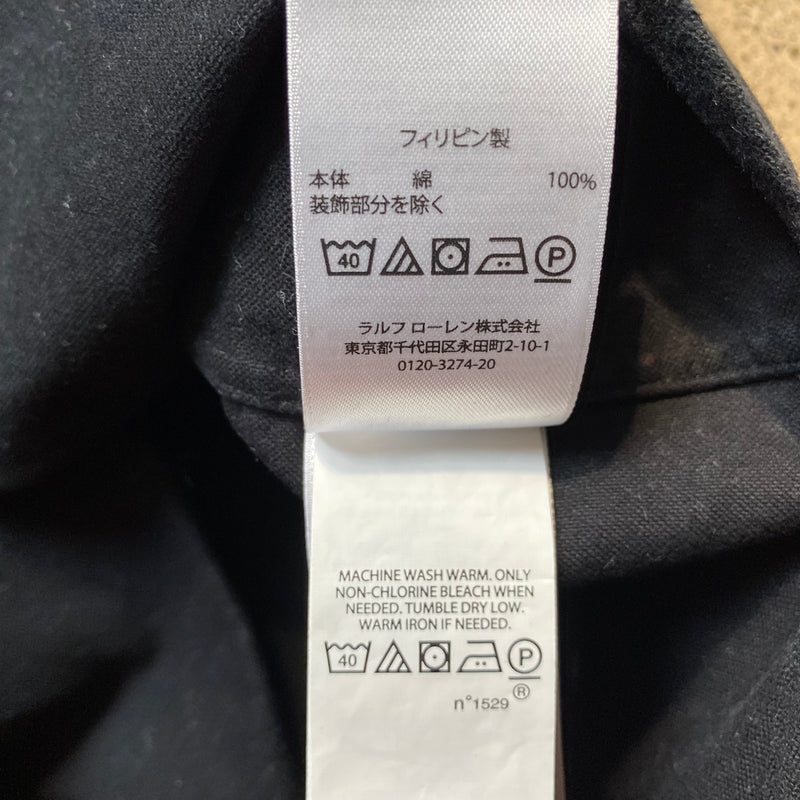 フィリピン製
本体 綿 100%
装飾部分を除く
40 P
ラルフ ローレン株式会社
東京都千代田区永田町2-10-1
0120-3274-20
MACHINE WASH WARM. ONLY
NON-CHLORINE BLEACH WHEN
NEEDED. TUMBLE DRY LOW.
WARM IRON IF NEEDED.
40 P
®
n°1529